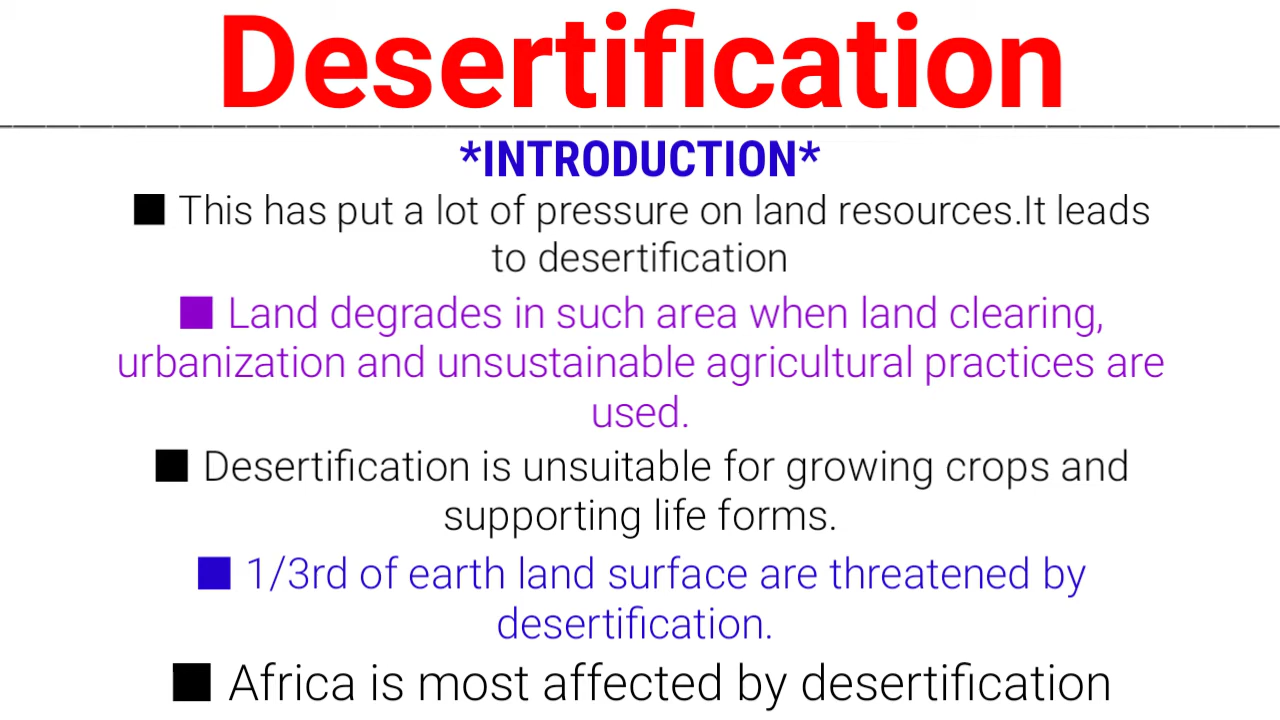 Desertification
*INTRODUCTION*
■ This has put a lot of pressure on land resources.It leads
to desertification
■ Land degrades in such area when land clearing,
urbanization and unsustainable agricultural practices are
used.
■ Desertification is unsuitable for growing crops and
supporting life forms.
■ 1/3rd of earth land surface are threatened by
desertification.
■ Africa is most affected by desertification